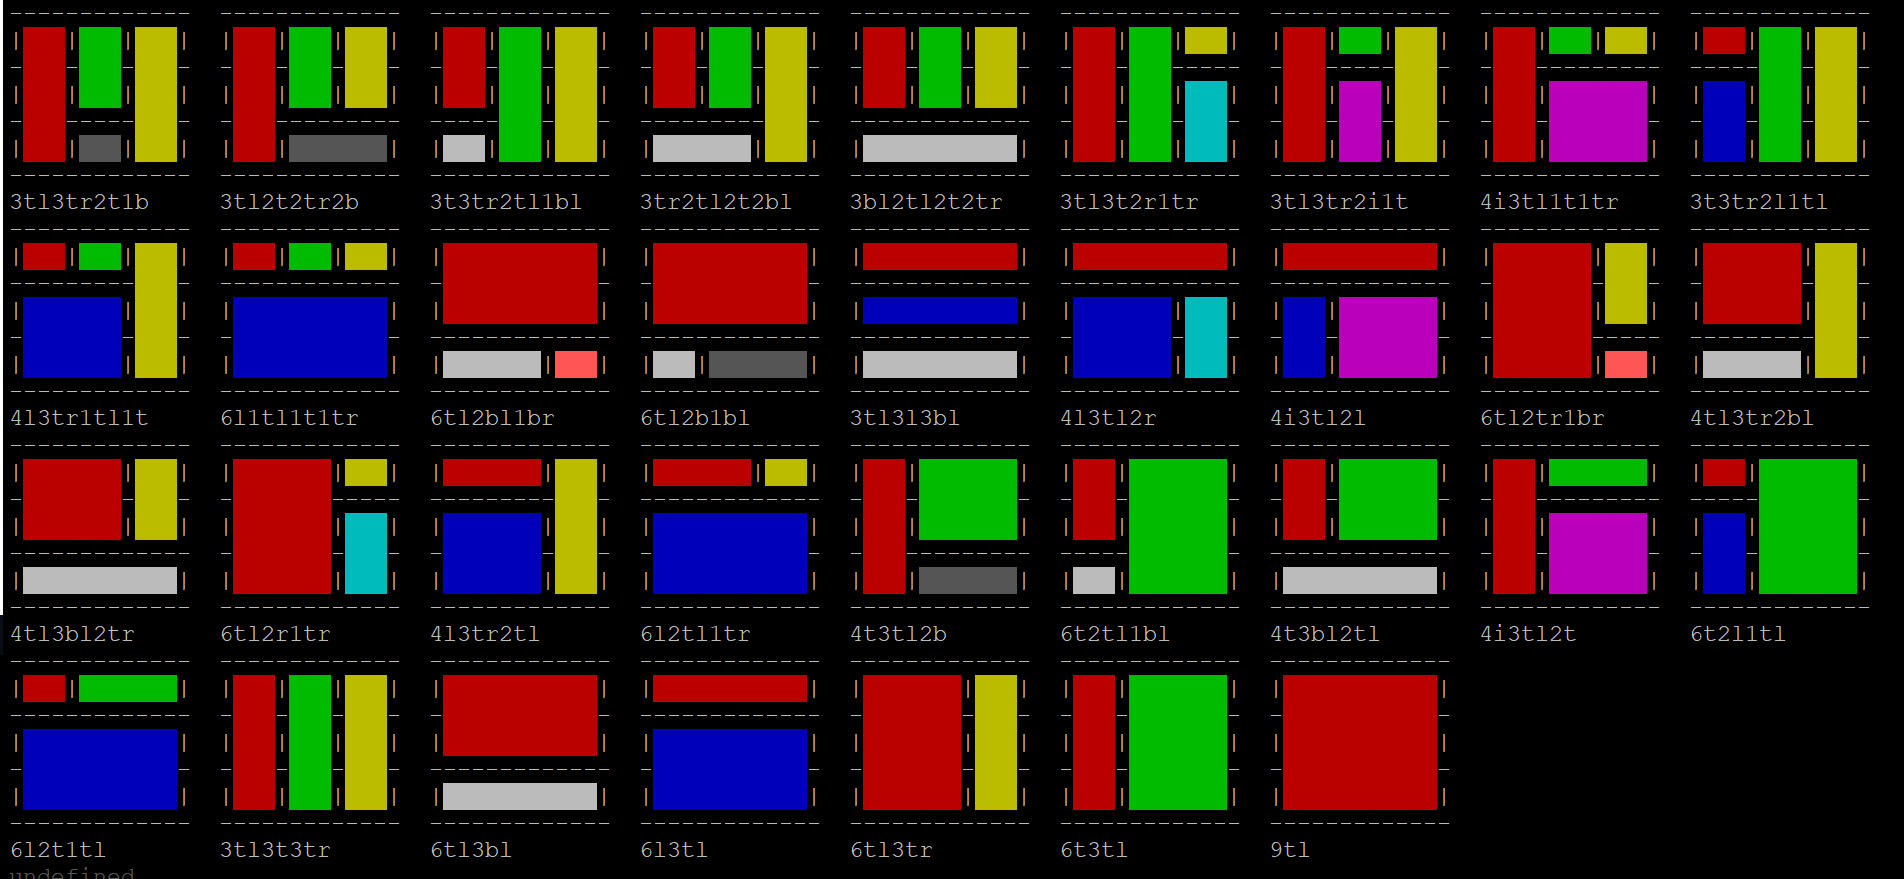 3tl3tr2t1b 3tl2t2tr2b 3t3tr2tl1bl 3tr2tl2t2bl 3bl2tl2t2tr 3tl3t2r1tr 3tl3tr2i1t 4i3tl1t1tr 3t3tr2l1tl
4l3tr1tl1t 6l1tl1t1tr 6tl2bl1br 6tl2b1bl 3tl3l3bl 4l3tl2r 4i3tl2l 6tl2tr1br 4tl3tr2bl
4tl3bl2tr 6tl2r1tr 4l3tr2tl 6l2tl1tr 4t3tl2b 6t2tl1bl 4t3bl2tl 4i3tl2t 6t2l1tl
6l2t1tl 3tl3t3tr 6tl3bl 6l3tl 6tl3tr 6t3tl 9tl
undefined